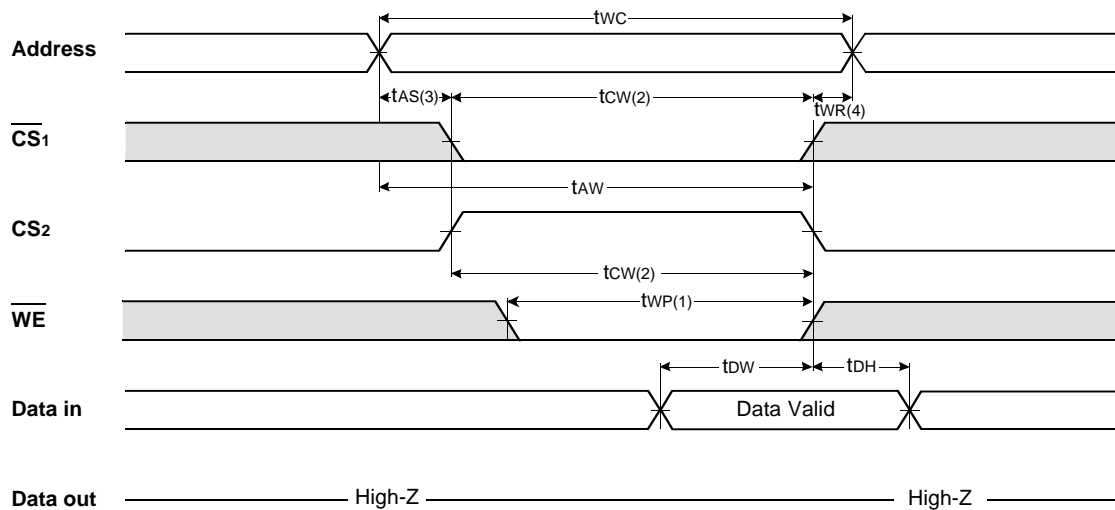 tWC
Address
tAS(3) tCW(2) tWR(4)
CS1
tAW
CS2
tCW(2)
tWP(1)
WE
tDW tDH
Data in Data Valid
Data out High-Z High-Z